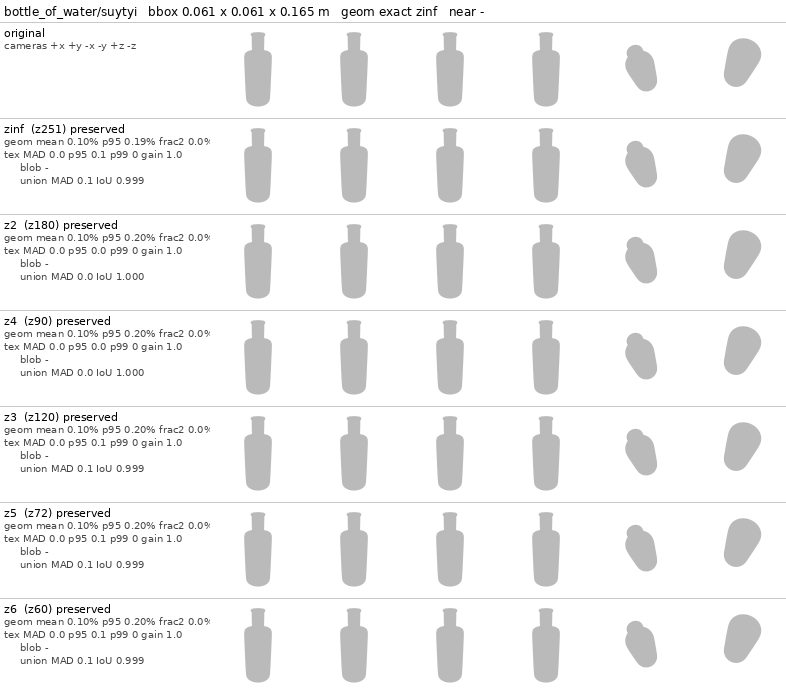 bottle_of_water/suytyi bbox 0.061 x 0.061 x 0.165 m geom exact zinf near -
original
cameras +x +y -x -y +z -z
zinf (z251) preserved
geom mean 0.10% p95 0.19% frac2 0.0%
tex MAD 0.0 p95 0.1 p99 0 gain 1.0
blob -
union MAD 0.1 IoU 0.999
z2 (z180) preserved
geom mean 0.10% p95 0.20% frac2 0.0%
tex MAD 0.0 p95 0.0 p99 0 gain 1.0
blob -
union MAD 0.0 IoU 1.000
z4 (z90) preserved
geom mean 0.10% p95 0.20% frac2 0.0%
tex MAD 0.0 p95 0.0 p99 0 gain 1.0
blob -
union MAD 0.0 IoU 1.000
z3 (z120) preserved
geom mean 0.10% p95 0.20% frac2 0.0%
tex MAD 0.0 p95 0.1 p99 0 gain 1.0
blob -
union MAD 0.1 IoU 0.999
z5 (z72) preserved
geom mean 0.10% p95 0.20% frac2 0.0%
tex MAD 0.0 p95 0.1 p99 0 gain 1.0
blob -
union MAD 0.1 IoU 0.999
z6 (z60) preserved
geom mean 0.10% p95 0.20% frac2 0.0%
tex MAD 0.0 p95 0.1 p99 0 gain 1.0
blob -
union MAD 0.1 IoU 0.999